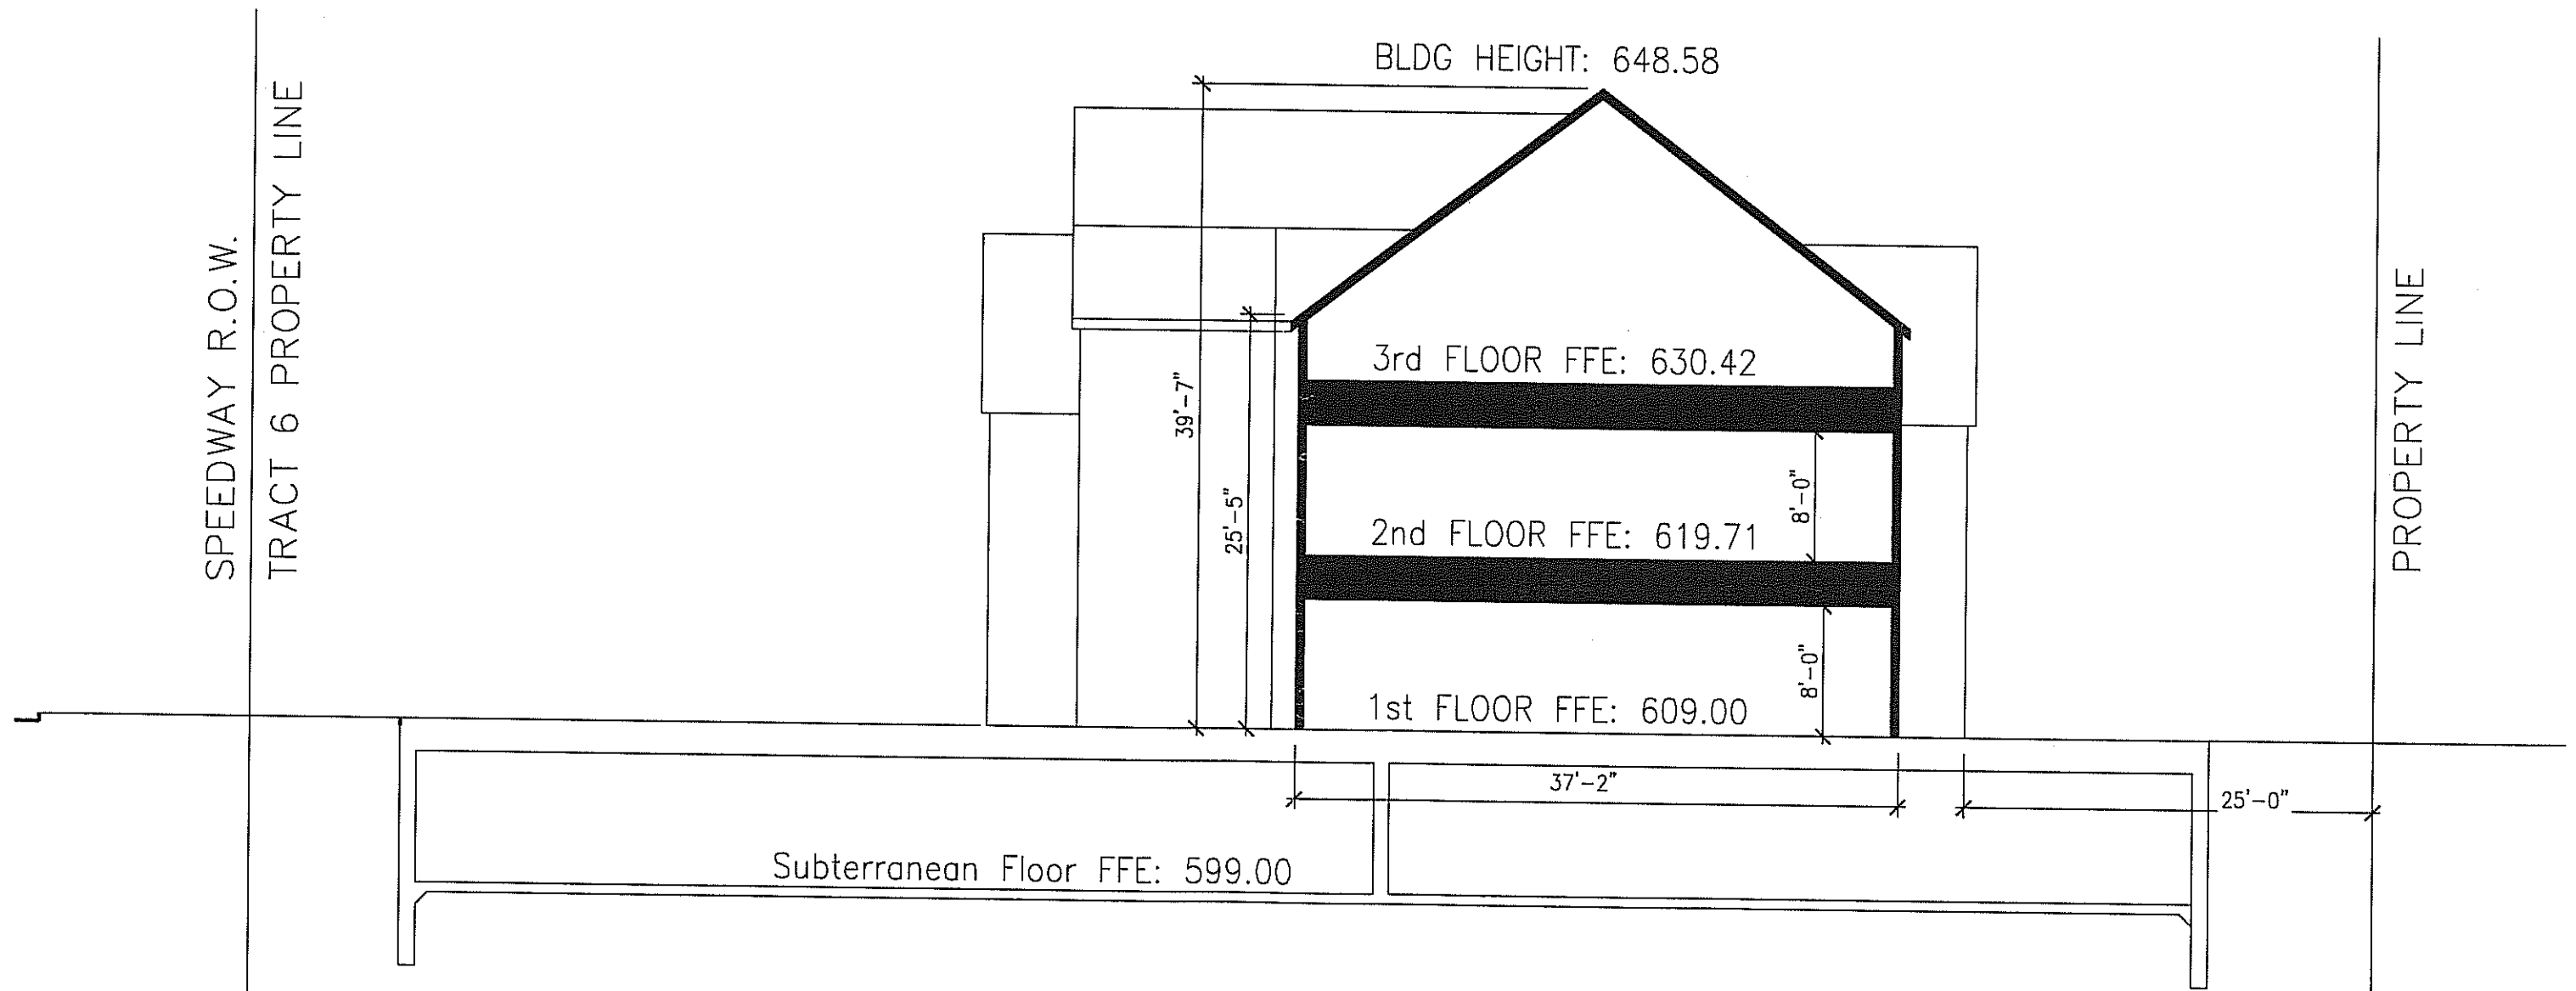 BLDG HEIGHT: 648.58
SPEEDWAY R.O.W.
TRACT 6 PROPERTY LINE
PROPERTY LINE
39'-7"
25'-5"
3rd FLOOR FFE: 630.42
8'-0"
2nd FLOOR FFE: 619.71
8'-0"
1st FLOOR FFE: 609.00
37'-2"
25'-0"
Subterranean Floor FFE: 599.00